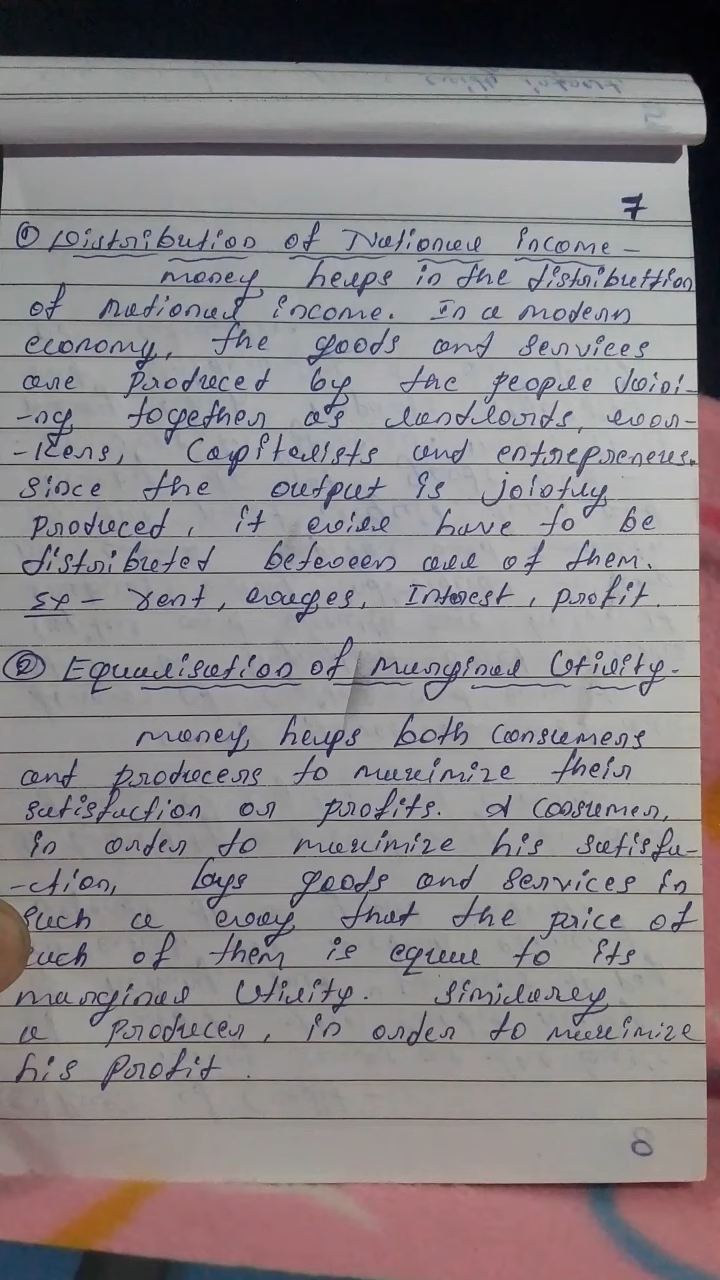 7
① Distribution of National income -
money helps in the distributtion
of national income. In a modern
economy, the goods and services
are produced by the people joini-
-ng together as landlords, wor-
-kers, Capitalists and entrepreneus.
Since the output is jointly
produced, it will have to be
distributed between all of them.
Ex - rent, wages, Interest, profit.
② Equalisation of marginal Utility.
money helps both consumers
and producers to maximize their
satisfaction or profits. A consumer,
in order to maximize his satisfa-
-ction, buys goods and services in
such a way that the price of
each of them is equal to its
marginal Utility. Similarly
a producer, in order to maximize
his profit.